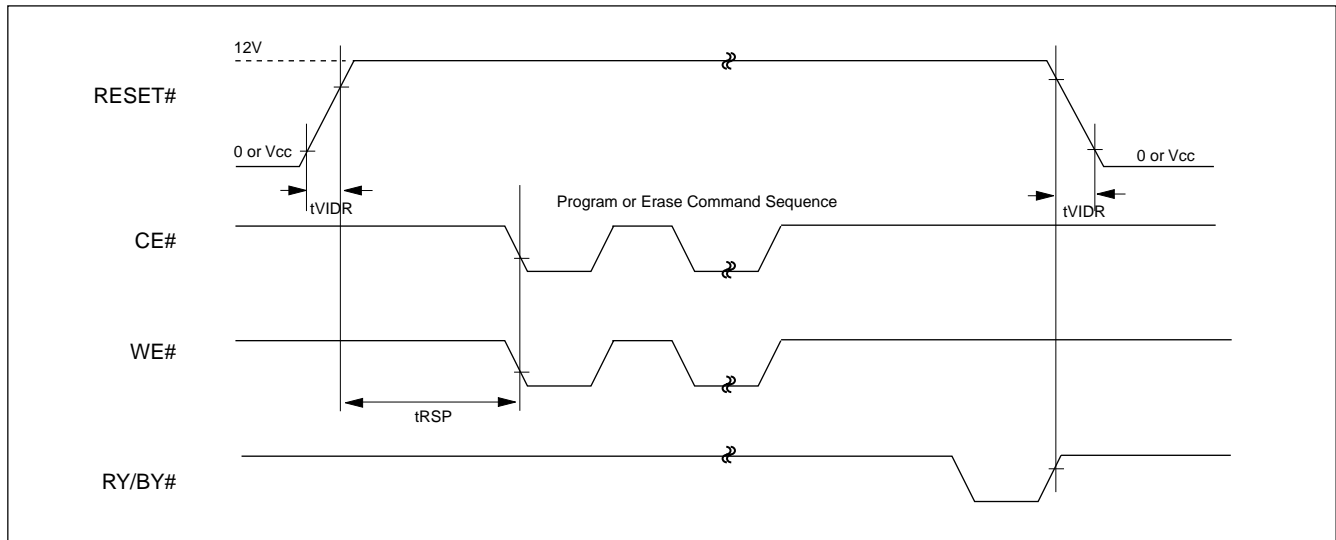 12V
RESET#
0 or Vcc
0 or Vcc
tVIDR
Program or Erase Command Sequence
tVIDR
CE#
WE#
tRSP
RY/BY#